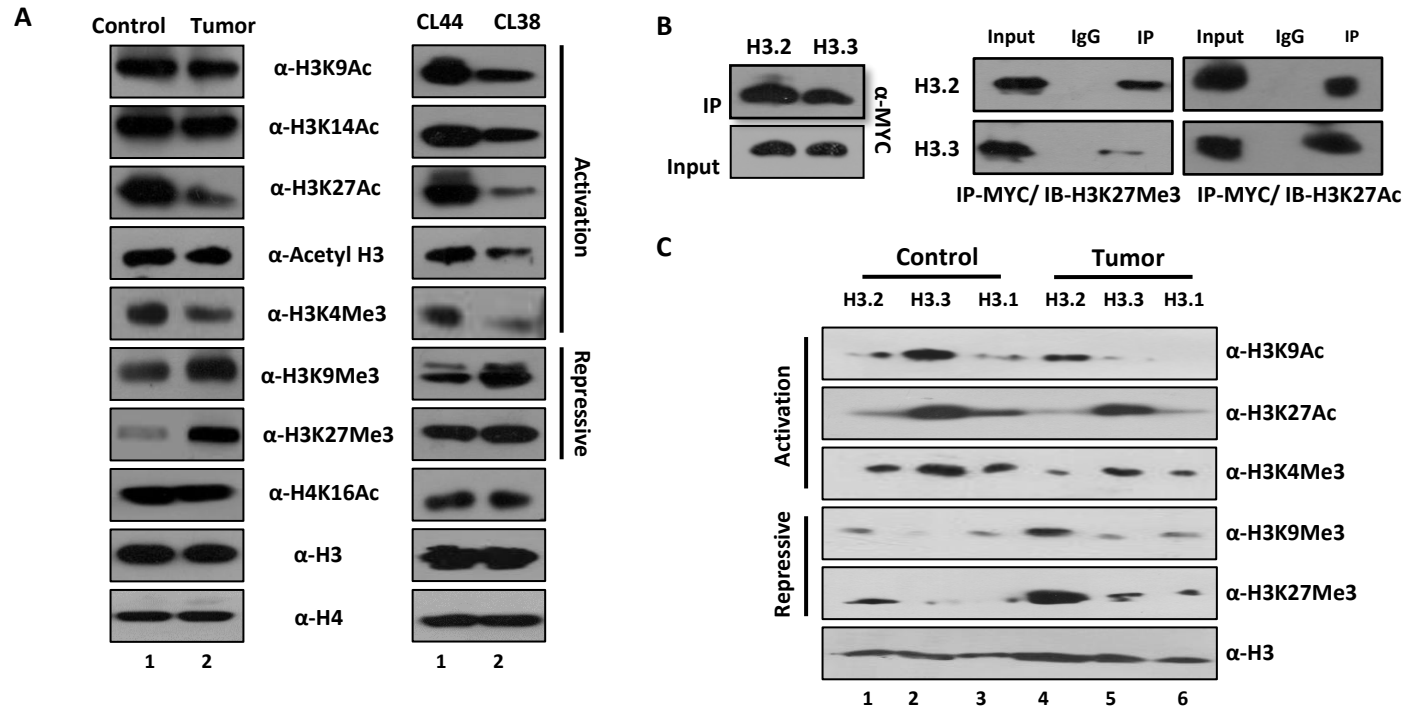 A
Control Tumor
CL44 CL38
α-H3K9Ac
α-H3K14Ac
α-H3K27Ac
α-Acetyl H3
α-H3K4Me3
α-H3K9Me3
α-H3K27Me3
α-H4K16Ac
α-H3
α-H4
Activation
Repressive
1 2
1 2
B
H3.2 H3.3
IP
Input
α-MYC
Input IgG IP
Input IgG IP
H3.2
H3.3
IP-MYC/ IB-H3K27Me3
IP-MYC/ IB-H3K27Ac
C
Control Tumor
H3.2 H3.3 H3.1 H3.2 H3.3 H3.1
Activation
Repressive
α-H3K9Ac
α-H3K27Ac
α-H3K4Me3
α-H3K9Me3
α-H3K27Me3
α-H3
1 2 3 4 5 6